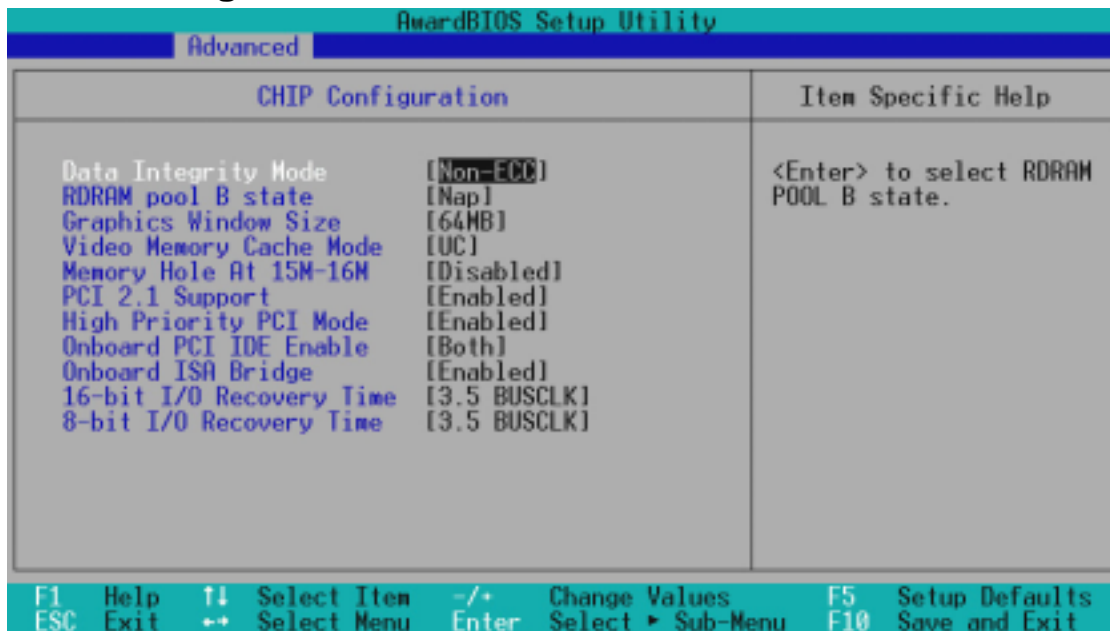 AwardBIOS Setup Utility
Advanced
CHIP Configuration
Item Specific Help
Data Integrity Mode [Non-ECC]
RDRAM pool B state [Nap]
Graphics Window Size [64MB]
Video Memory Cache Mode [UC]
Memory Hole At 15M-16M [Disabled]
PCI 2.1 Support [Enabled]
High Priority PCI Mode [Enabled]
Onboard PCI IDE Enable [Both]
Onboard ISA Bridge [Enabled]
16-bit I/O Recovery Time [3.5 BUSCLK]
8-bit I/O Recovery Time [3.5 BUSCLK]
<Enter> to select RDRAM
POOL B state.
F1 Help ↑↓ Select Item -/+ Change Values F5 Setup Defaults
ESC Exit ←→ Select Menu Enter Select ► Sub-Menu F10 Save and Exit